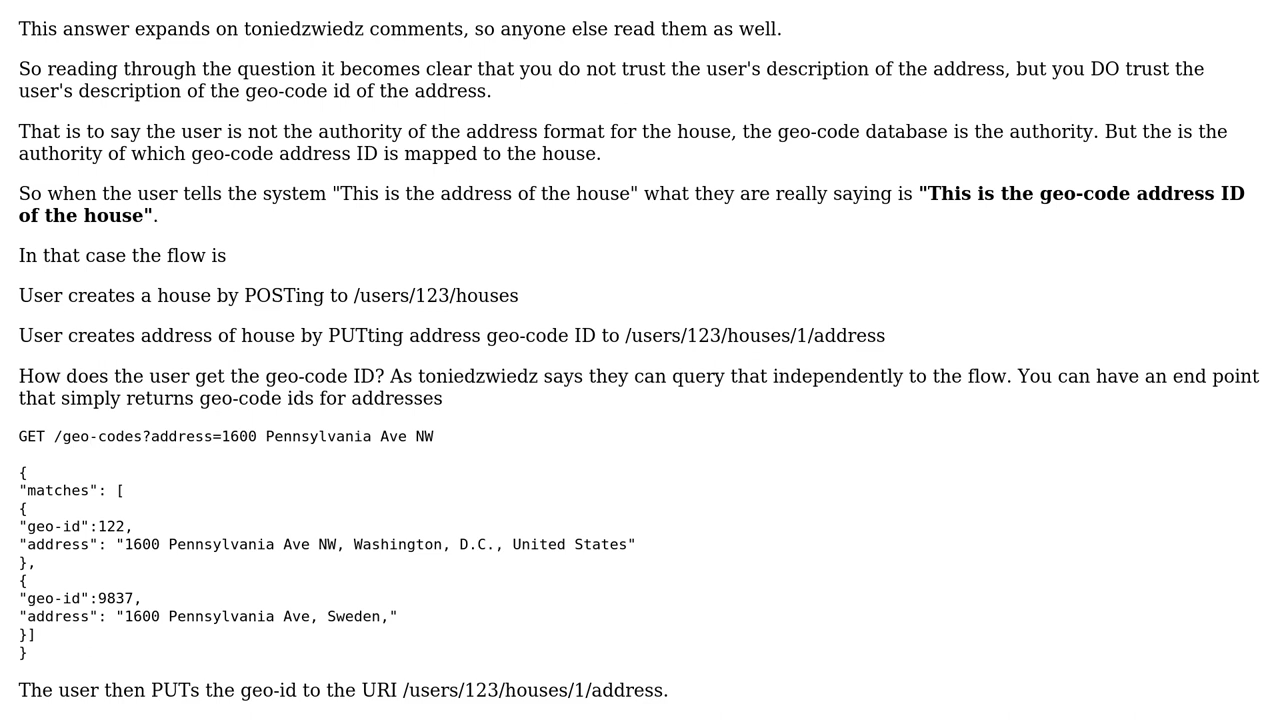 This answer expands on toniedzwiedz comments, so anyone else read them as well.
So reading through the question it becomes clear that you do not trust the user's description of the address, but you DO trust the
user's description of the geo-code id of the address.
That is to say the user is not the authority of the address format for the house, the geo-code database is the authority. But the is the
authority of which geo-code address ID is mapped to the house.
So when the user tells the system "This is the address of the house" what they are really saying is "This is the geo-code address ID
of the house".
In that case the flow is
User creates a house by POSTing to /users/123/houses
User creates address of house by PUTting address geo-code ID to /users/123/houses/1/address
How does the user get the geo-code ID? As toniedzwiedz says they can query that independently to the flow. You can have an end point
that simply returns geo-code ids for addresses
GET /geo-codes?address=1600 Pennsylvania Ave NW
{
"matches": [
{
"geo-id":122,
"address": "1600 Pennsylvania Ave NW, Washington, D.C., United States"
},
{
"geo-id":9837,
"address": "1600 Pennsylvania Ave, Sweden,"
}]
}
The user then PUTs the geo-id to the URI /users/123/houses/1/address.